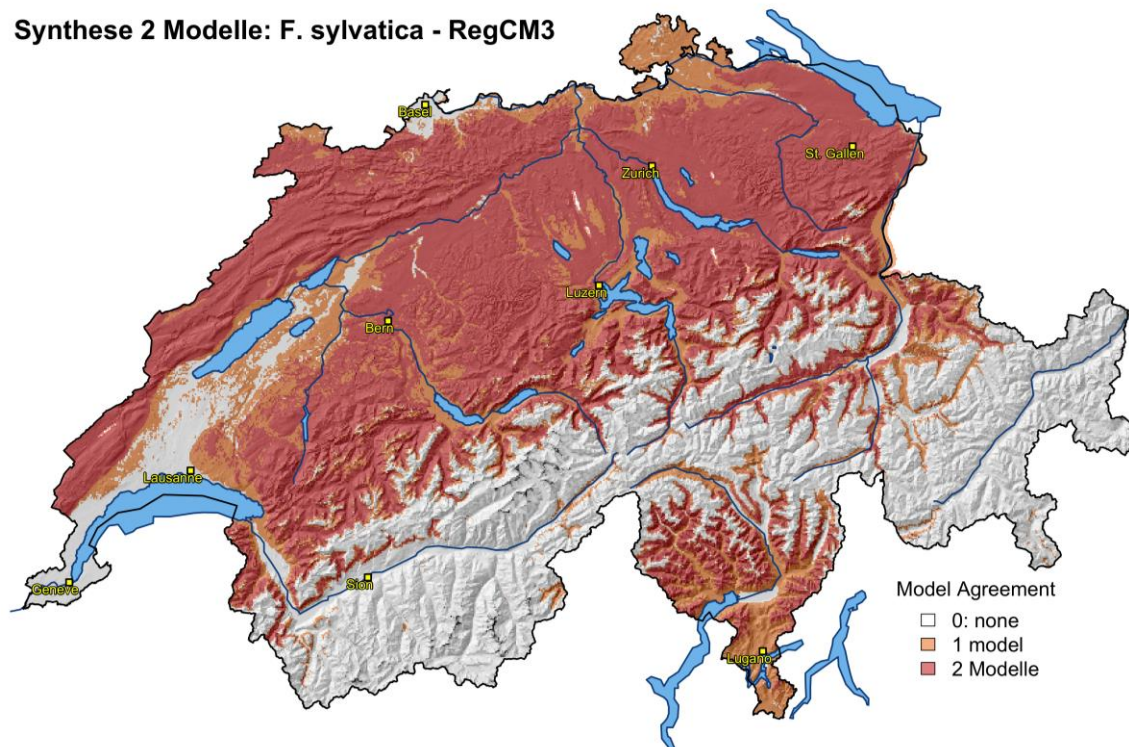 Synthese 2 Modelle: F. sylvatica - RegCM3
Basel
St. Gallen
Zurich
Luzern
Bern
Lausanne
Geneve
Sion
Lugano
Model Agreement
0: none
1 model
2 Modelle